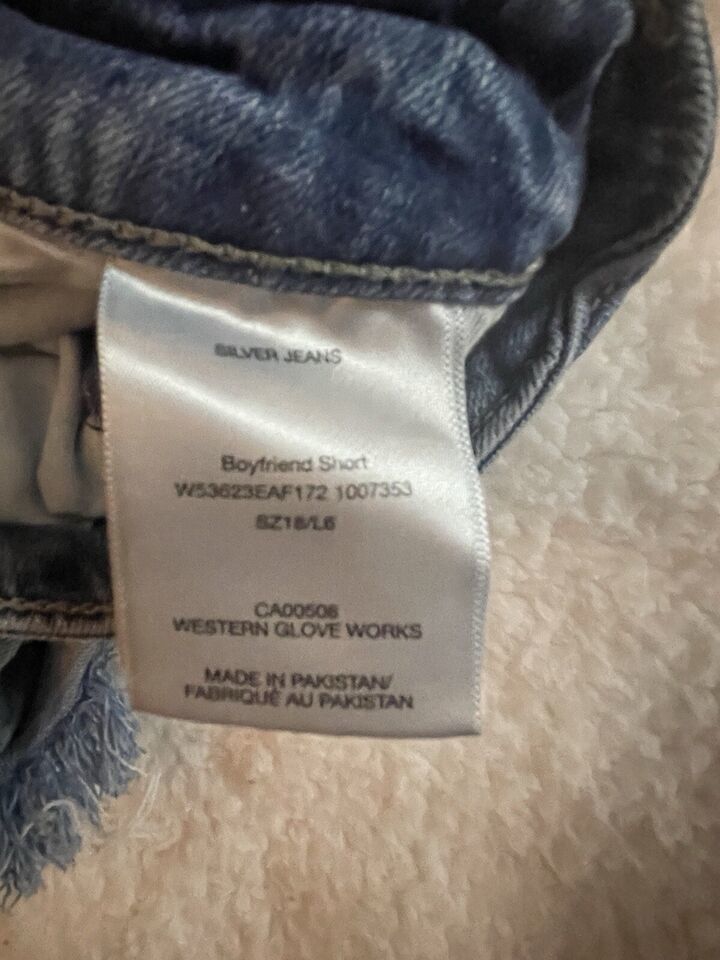 SILVER JEANS
Boyfriend Short
W53623EAF172 1007353
SZ18/L6
CA00508
WESTERN GLOVE WORKS
MADE IN PAKISTAN/
FABRIQUÉ AU PAKISTAN